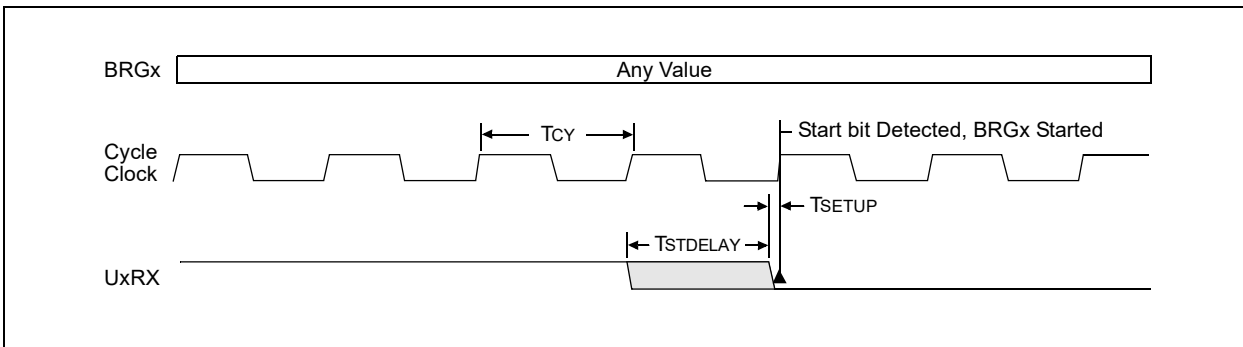 BRGx
Any Value
TCY
Start bit Detected, BRGx Started
Cycle
Clock
TSETUP
TSTDELAY
UxRX